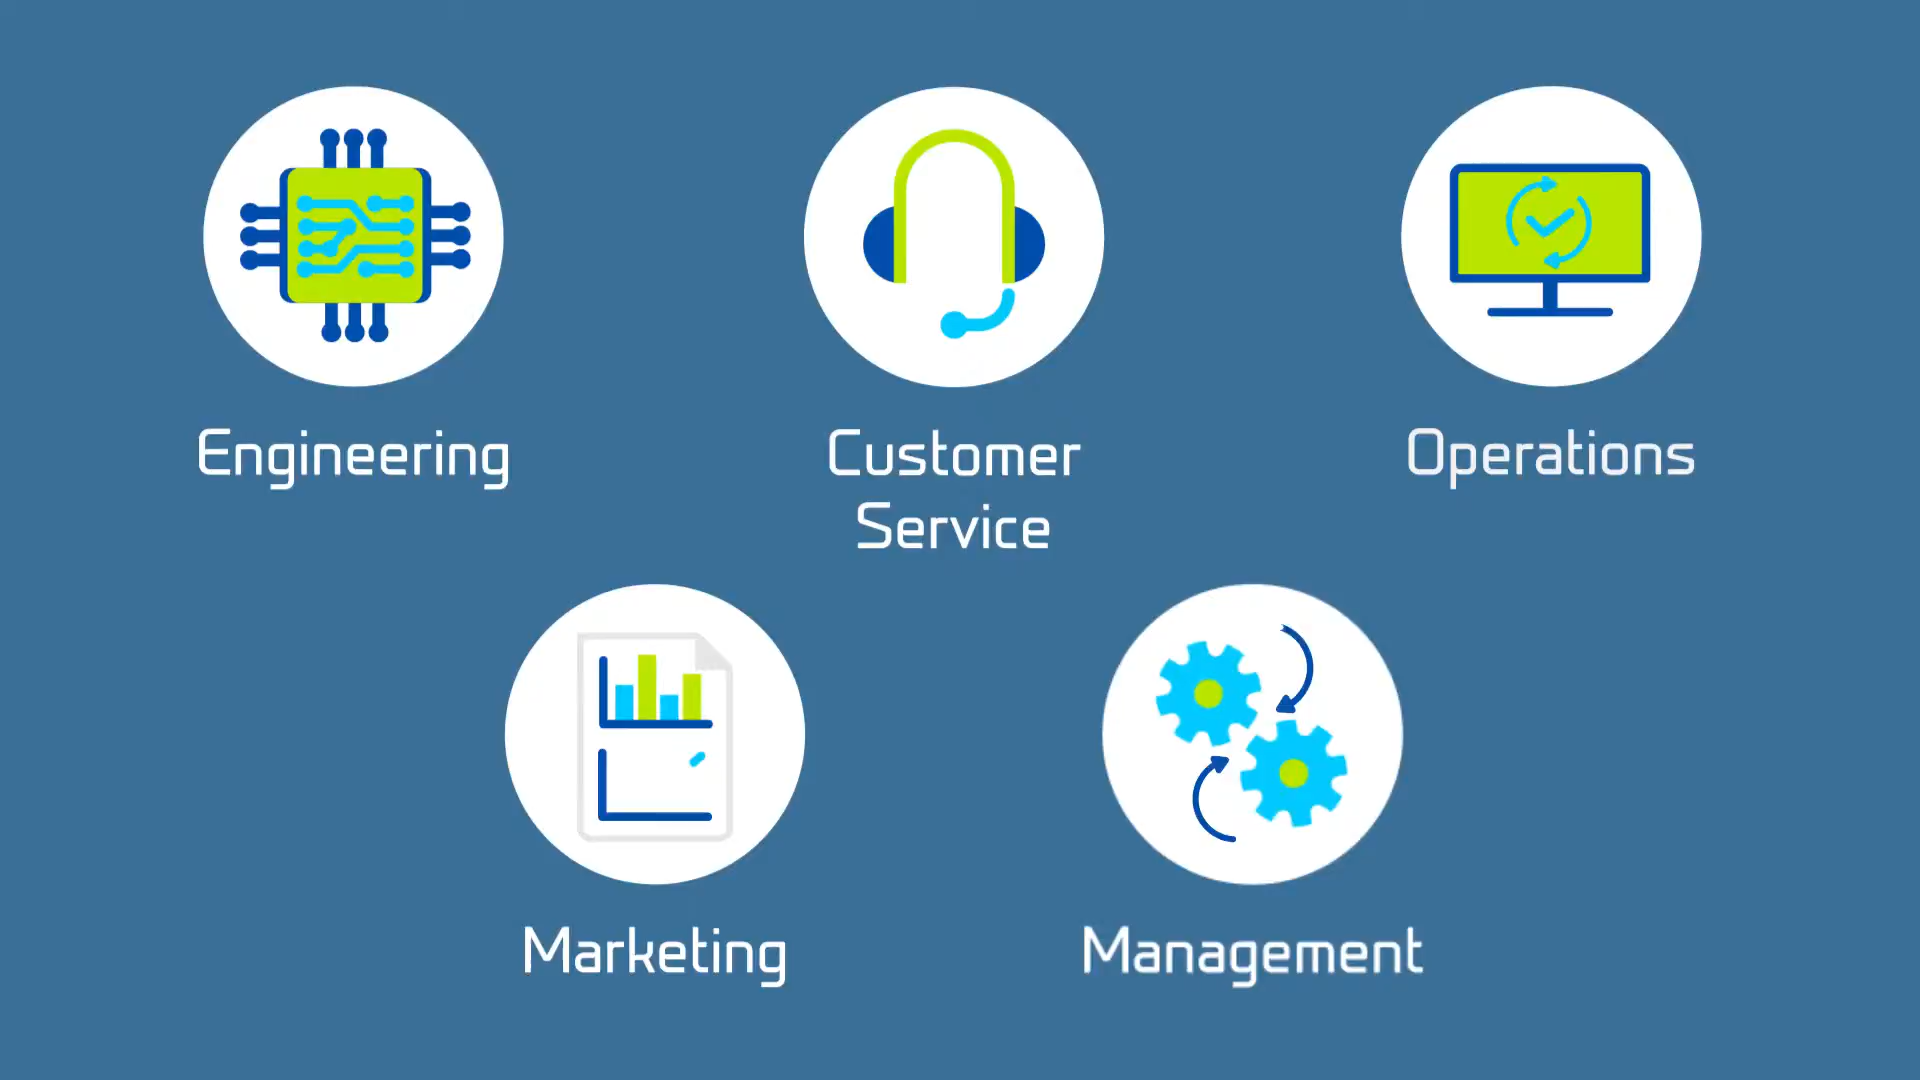 Engineering
Customer
Service
Operations
Marketing
Management